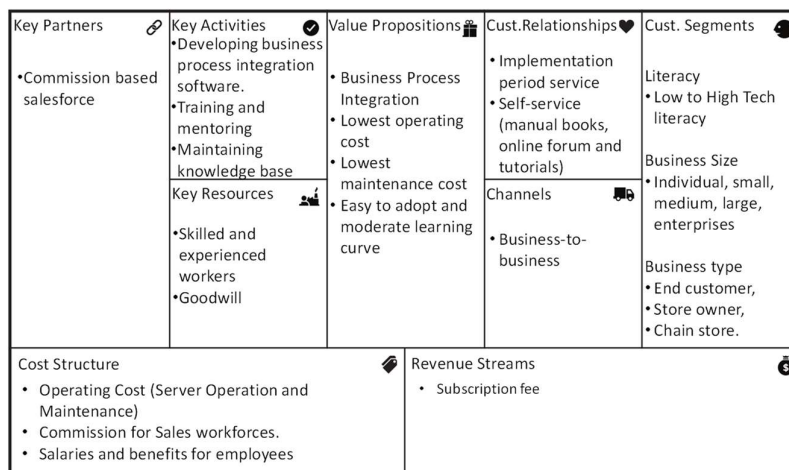 Key Partners
•Commission based
salesforce
Key Activities
•Developing business
process integration
software.
•Training and
mentoring
•Maintaining
knowledge base
Key Resources
•Skilled and
experienced
workers
•Goodwill
Value Propositions
• Business Process
Integration
• Lowest operating
cost
• Lowest
maintenance cost
• Easy to adopt and
moderate learning
curve
Cust.Relationships
• Implementation
period service
• Self-service
(manual books,
online forum and
tutorials)
Channels
• Business-to-
business
Cust. Segments
Literacy
• Low to High Tech
literacy
Business Size
• Individual, small,
medium, large,
enterprises
Business type
• End customer,
• Store owner,
• Chain store.
Cost Structure
• Operating Cost (Server Operation and
Maintenance)
• Commission for Sales workforces.
• Salaries and benefits for employees
Revenue Streams
• Subscription fee
$